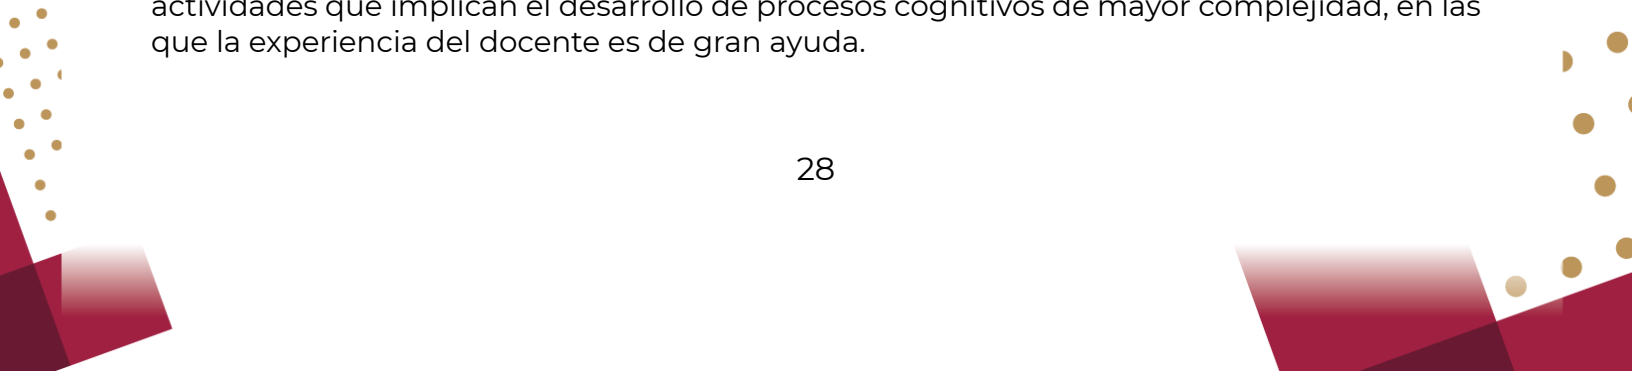 actividades que implican el desarrollo de procesos cognitivos de mayor complejidad, en las
que la experiencia del docente es de gran ayuda.
28